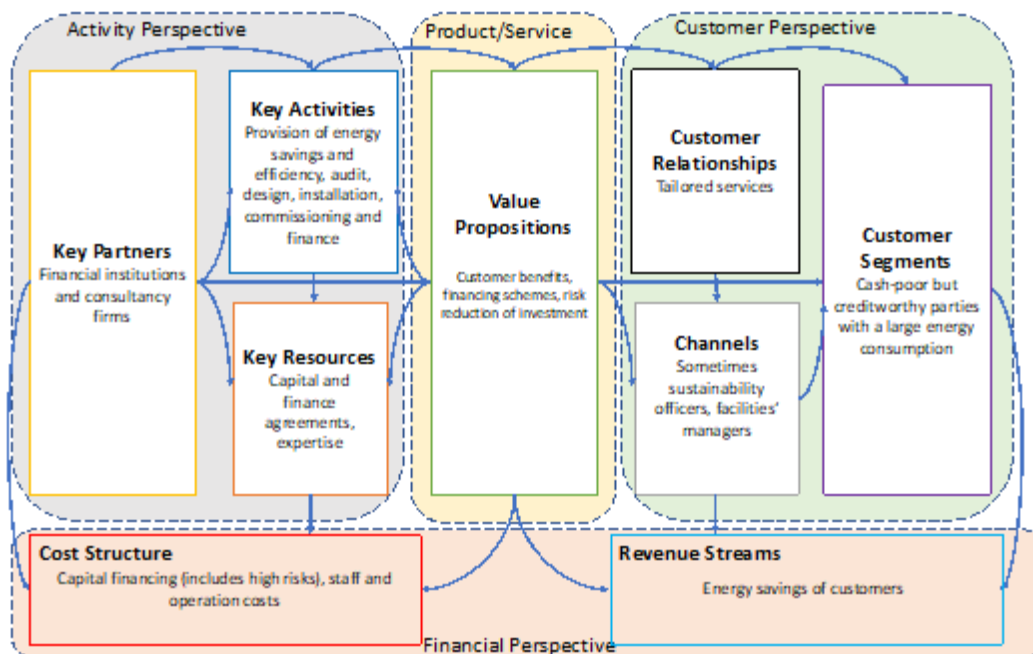 Activity Perspective
Product/Service
Customer Perspective
Key Partners
Financial institutions
and consultancy
firms
Key Activities
Provision of energy
savings and
efficiency, audit,
design, installation,
commissioning and
finance
Key Resources
Capital and
finance
agreements,
expertise
Value
Propositions
Customer benefits,
financing schemes, risk
reduction of investment
Customer
Relationships
Tailored services
Channels
Sometimes
sustainability
officers, facilities'
managers
Customer
Segments
Cash-poor but
creditworthy parties
with a large energy
consumption
Cost Structure
Capital financing (includes high risks), staff and
operation costs
Revenue Streams
Energy savings of customers
Financial Perspective